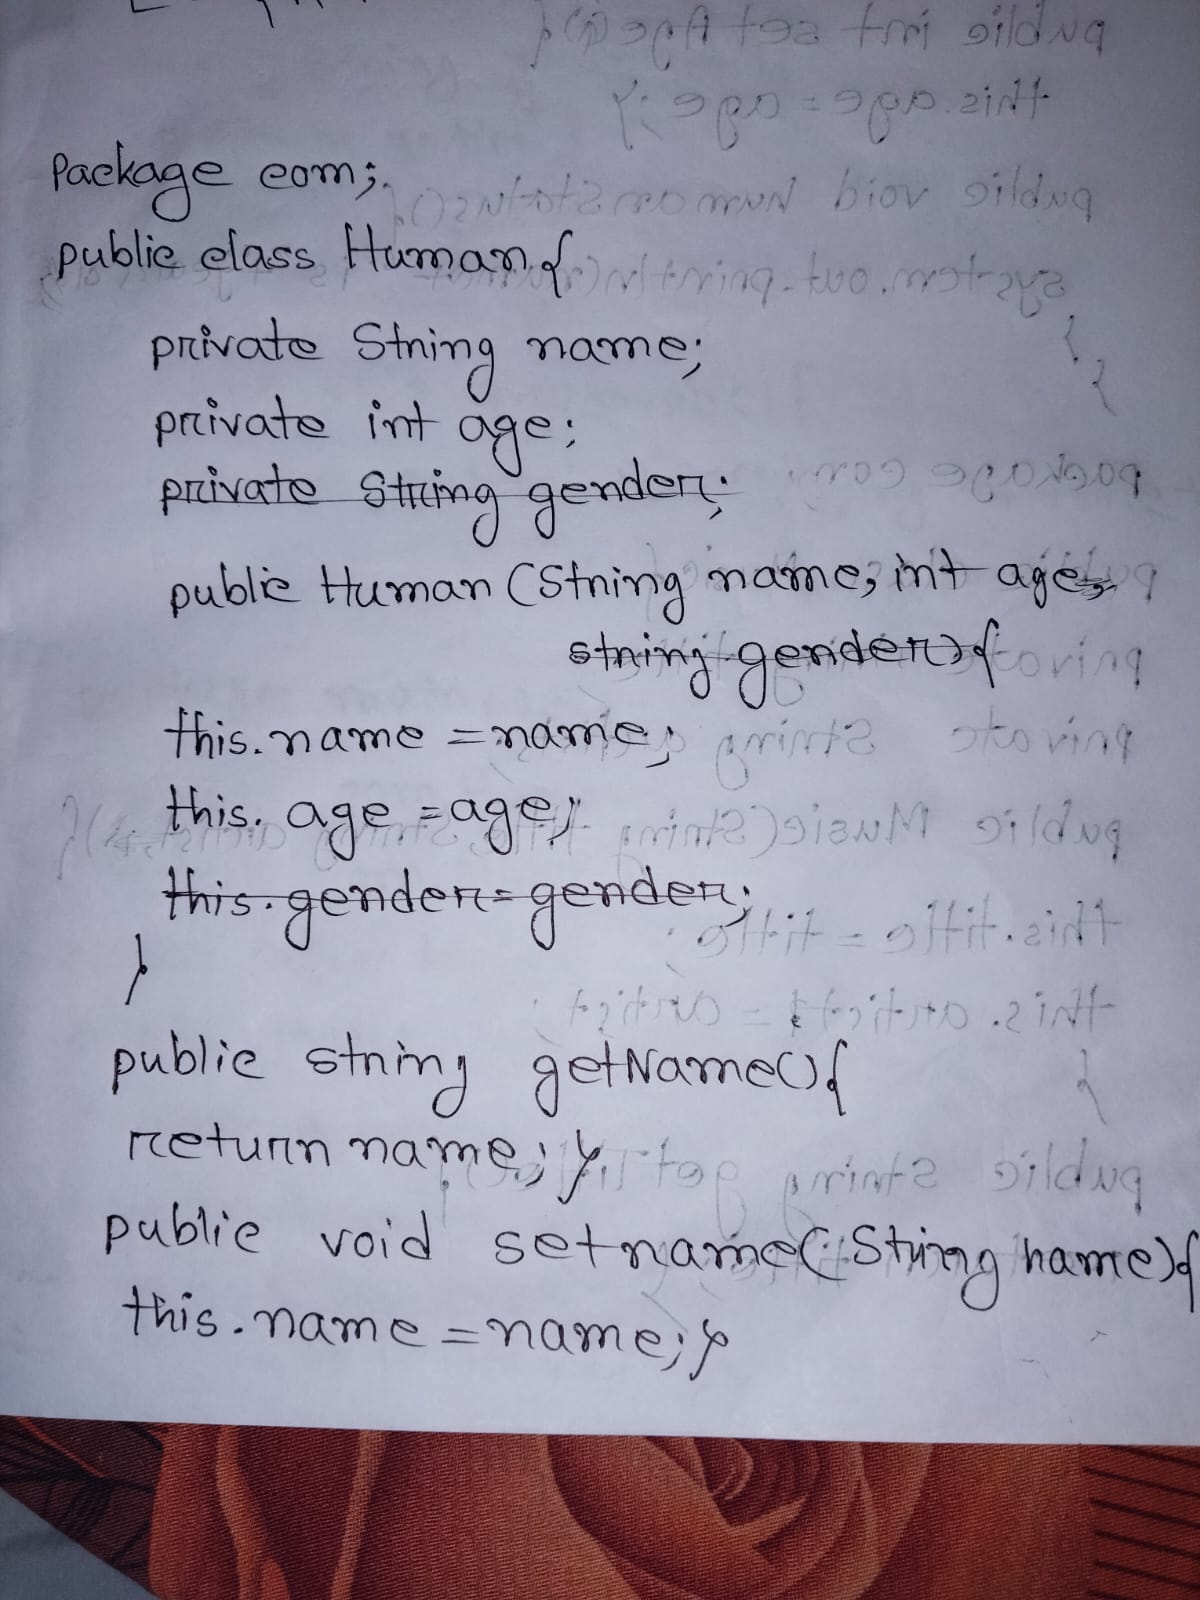 Package com;
public class Human{
private String name;
private int age;
private String gender;
public Human (String name, int age,
string gender){
this.name = name;
this.age = age;
this.gender = gender;
}
public string getName(){
return name; }
public void setname(String name){
this.name = name; }